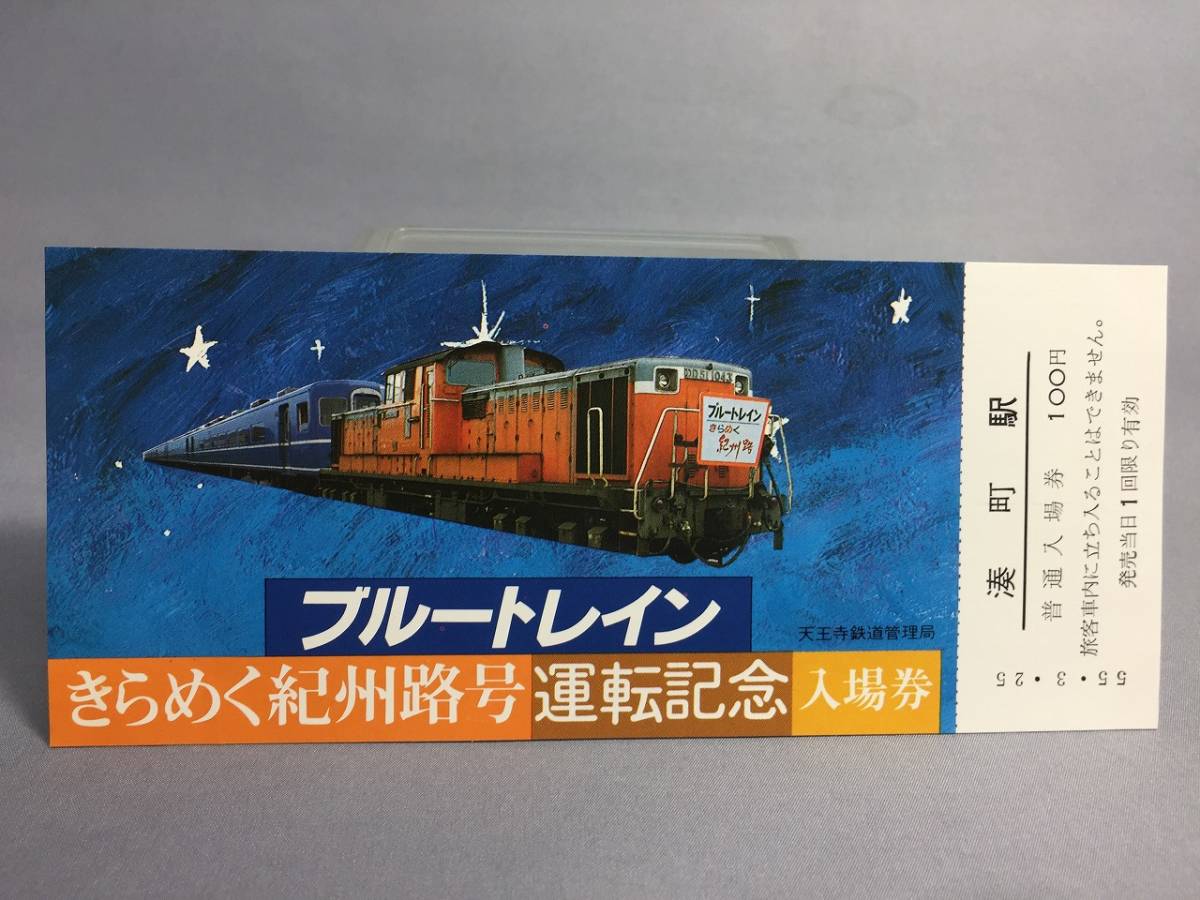 DD51 1043
ブルートレイン
きらめく
紀州路
ブルートレイン
天王寺鉄道管理局
きらめく紀州路号運転記念入場券
湊町駅
普通入場券 100円
旅客車内に立ち入ることはできません。
発売当日1回限り有効
55.3.25